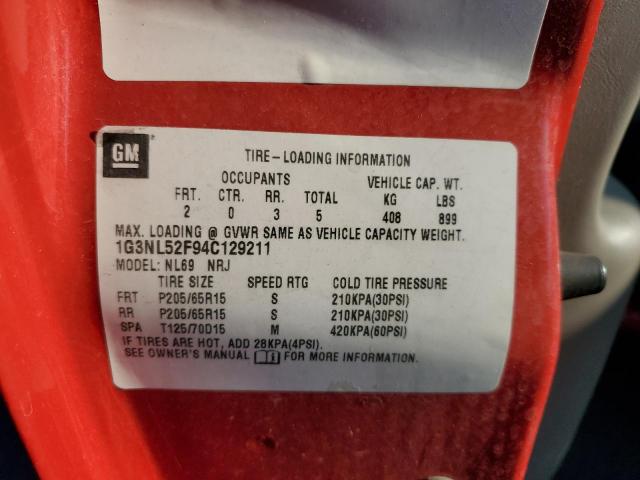 GM
TIRE-LOADING INFORMATION
OCCUPANTS VEHICLE CAP. WT.
FRT. CTR. RR. TOTAL KG LBS
2 0 3 5 408 899
MAX. LOADING @ GVWR SAME AS VEHICLE CAPACITY WEIGHT.
1G3NL52F94C129211
MODEL: NL69 NRJ
TIRE SIZE SPEED RTG COLD TIRE PRESSURE
FRT P205/65R15 S 210KPA(30PSI)
RR P205/65R15 S 210KPA(30PSI)
SPA T125/70D15 M 420KPA(60PSI)
IF TIRES ARE HOT, ADD 28KPA(4PSI).
SEE OWNER'S MANUAL FOR MORE INFORMATION.